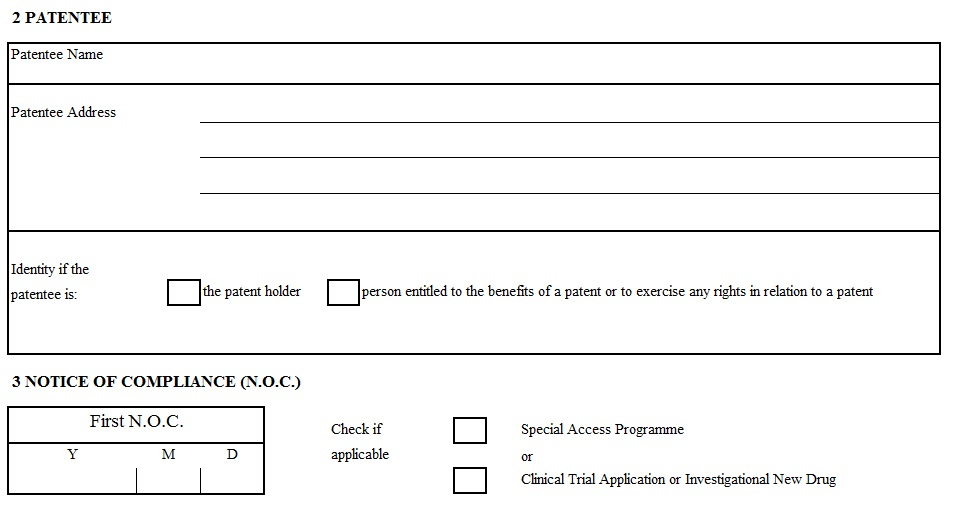 2 PATENTEE
Patentee Name
Patentee Address
Identity if the
patentee is:
the patent holder
person entitled to the benefits of a patent or to exercise any rights in relation to a patent
3 NOTICE OF COMPLIANCE (N.O.C.)
First N.O.C.
Y M D
Check if
applicable
Special Access Programme
or
Clinical Trial Application or Investigational New Drug